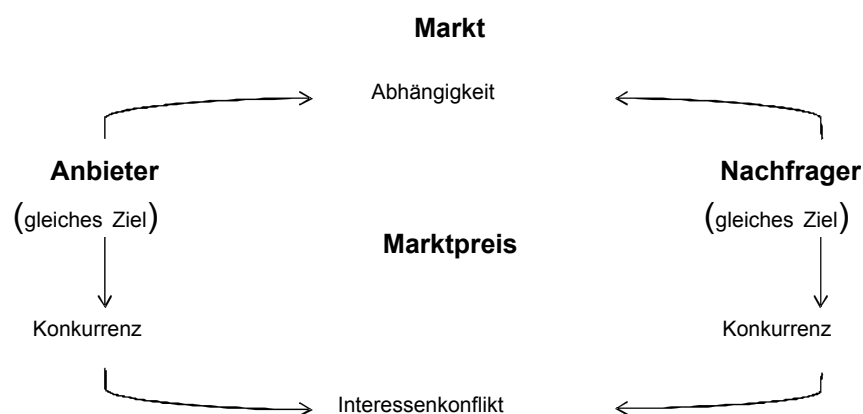 Markt
Abhängigkeit
Anbieter Nachfrager
(gleiches Ziel) (gleiches Ziel)
Marktpreis
Konkurrenz Konkurrenz
Interessenkonflikt